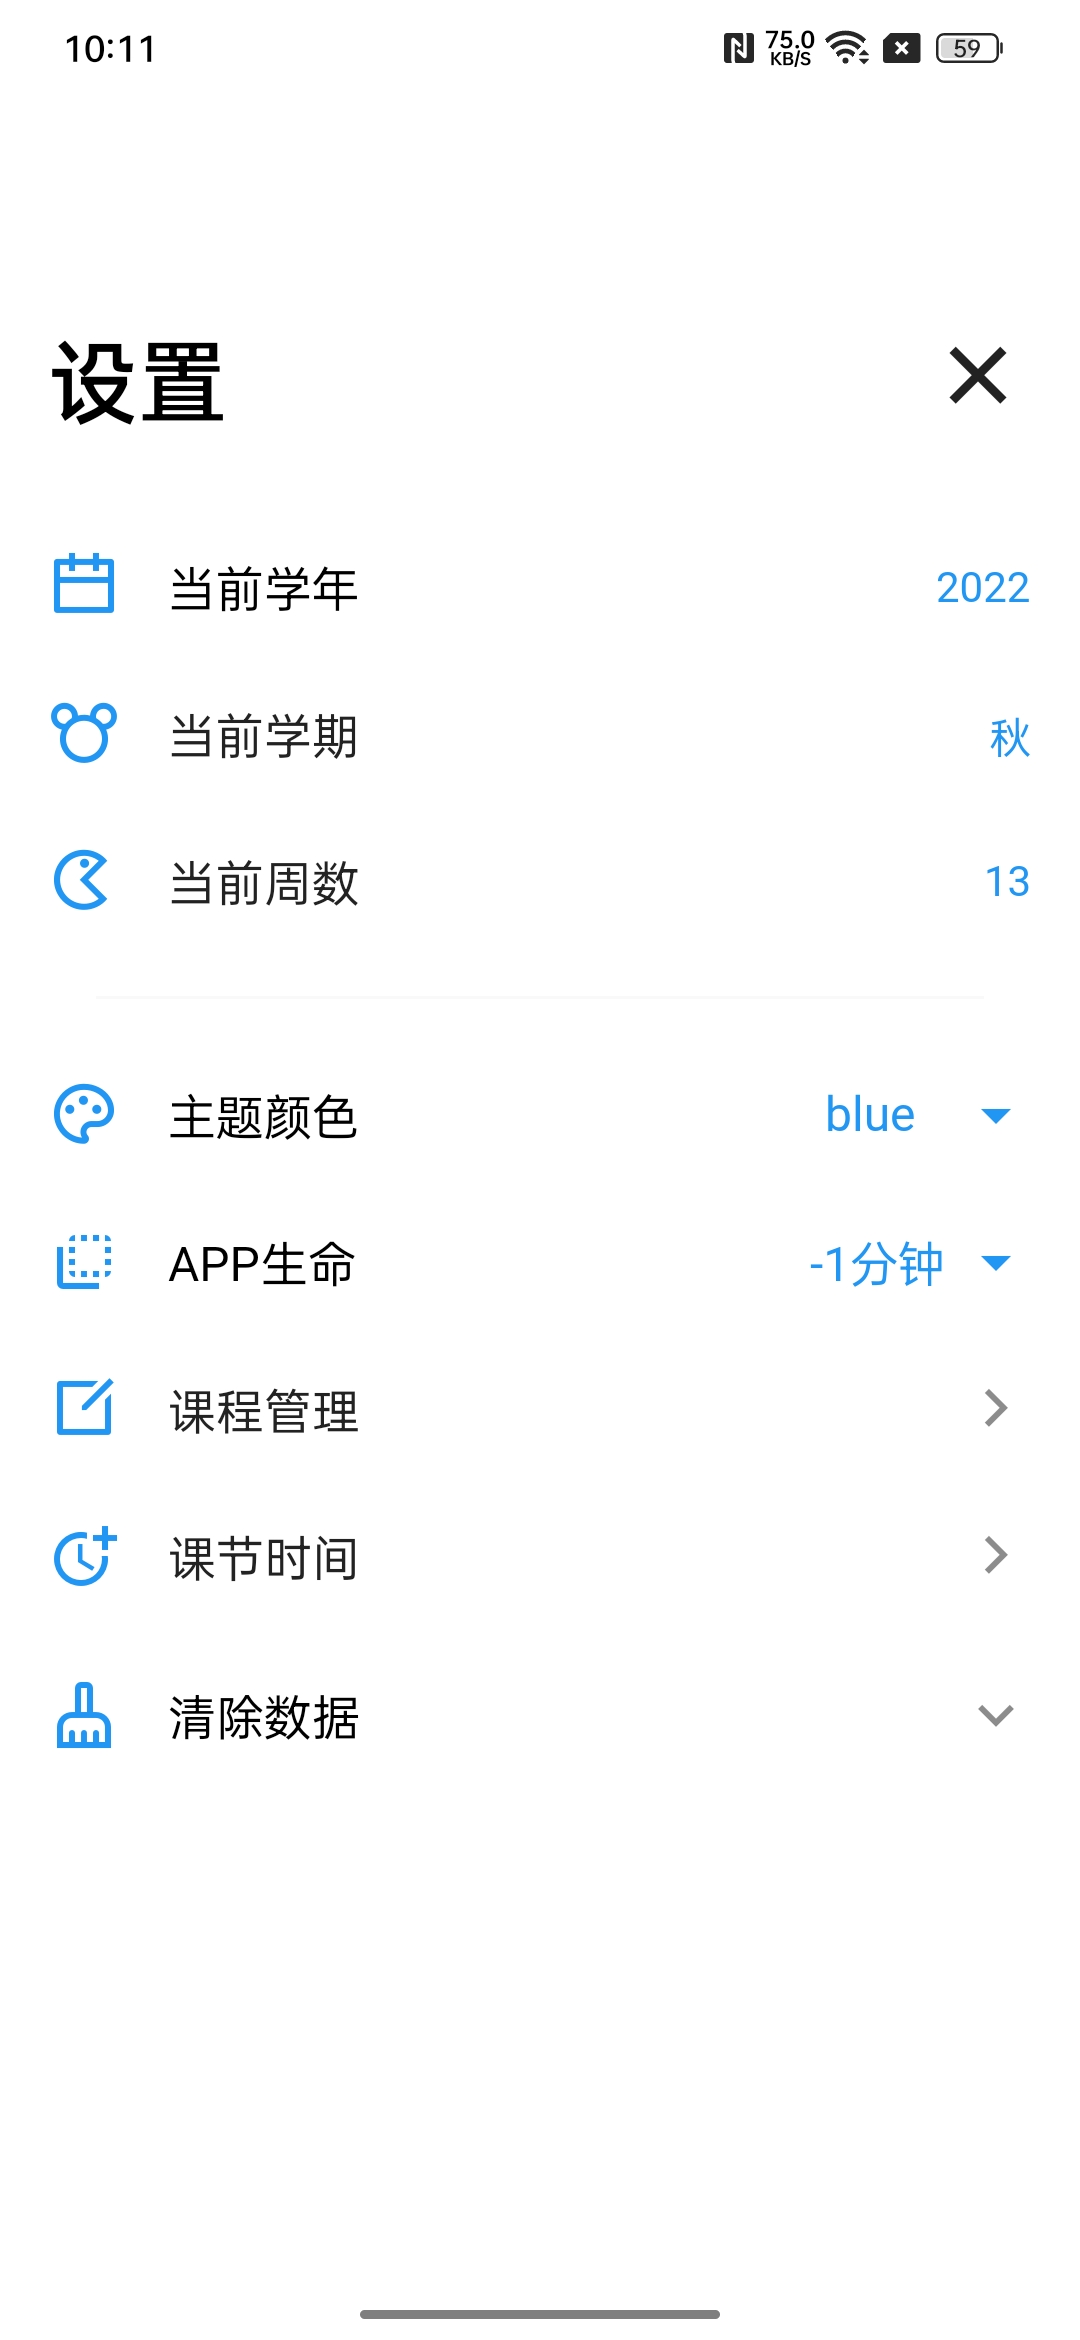 10:11
75.0
KB/S
59
设置
当前学年 2022
当前学期 秋
当前周数 13
主题颜色 blue
APP生命 -1分钟
课程管理
课节时间
清除数据